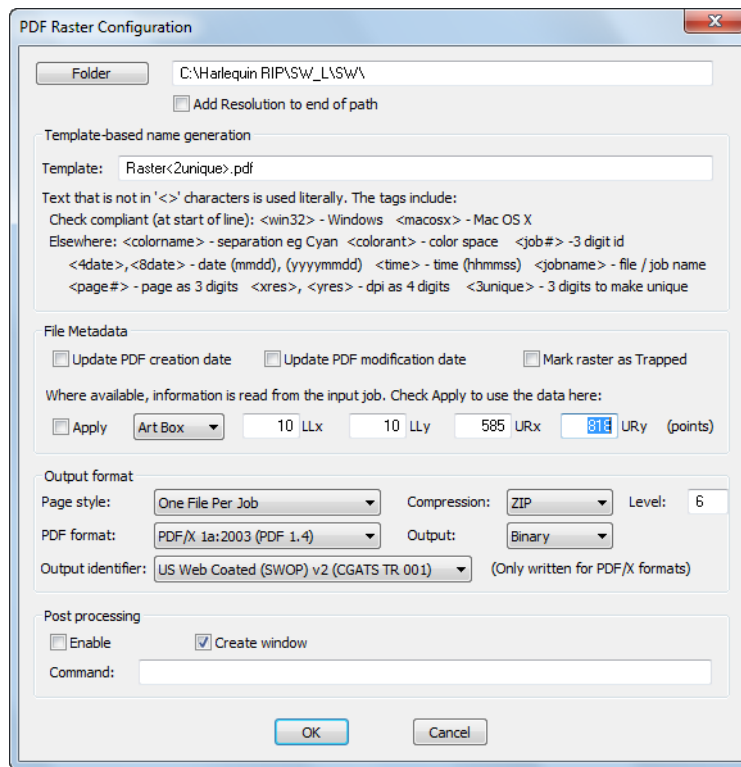 PDF Raster Configuration
Folder C:\Harlequin RIP\SW_L\SW\
Add Resolution to end of path
Template-based name generation
Template: Raster<2unique>.pdf
Text that is not in '<>' characters is used literally. The tags include:
Check compliant (at start of line): <win32> - Windows <macosx> - Mac OS X
Elsewhere: <colorname> - separation eg Cyan <colorant> - color space <job#> -3 digit id
<4date>,<8date> - date (mmdd), (yyyymmdd) <time> - time (hhmmss) <jobname> - file / job name
<page#> - page as 3 digits <xres>, <yres> - dpi as 4 digits <3unique> - 3 digits to make unique
File Metadata
Update PDF creation date Update PDF modification date Mark raster as Trapped
Where available, information is read from the input job. Check Apply to use the data here:
Apply Art Box 10 LLx 10 LLy 585 URx 818 URy (points)
Output format
Page style: One File Per Job Compression: ZIP Level: 6
PDF format: PDF/X 1a:2003 (PDF 1.4) Output: Binary
Output identifier: US Web Coated (SWOP) v2 (CGATS TR 001) (Only written for PDF/X formats)
Post processing
Enable Create window
Command:
OK Cancel